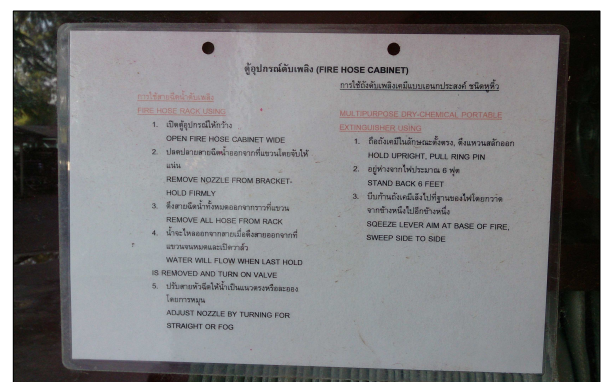 ตู้อุปกรณ์ดับเพลิง (FIRE HOSE CABINET)
การใช้สายฉีดน้ำดับเพลิง
FIRE HOSE RACK USING
1. เปิดตู้อุปกรณ์ให้กว้าง
OPEN FIRE HOSE CABINET WIDE
2. ปลดปลายสายฉีดน้ำออกจากที่แขวนโดยจับให้
แน่น
REMOVE NOZZLE FROM BRACKET-
HOLD FIRMLY
3. ดึงสายฉีดน้ำทั้งหมดออกจากราวที่แขวน
REMOVE ALL HOSE FROM RACK
4. น้ำจะไหลออกจากสายเมื่อดึงสายออกจากที่
แขวนจนหมดและเปิดวาล์ว
WATER WILL FLOW WHEN LAST HOLD
IS REMOVED AND TURN ON VALVE
5. ปรับสายหัวฉีดให้น้ำเป็นแนวตรงหรือละออง
โดยการหมุน
ADJUST NOZZLE BY TURNING FOR
STRAIGHT OR FOG
การใช้ถังดับเพลิงเคมีแบบเอนกประสงค์ ชนิดหูหิ้ว
MULTIPURPOSE DRY-CHEMICAL PORTABLE
EXTINGUISHER USING
1. ถือถังเคมีในลักษณะตั้งตรง, ดึงแหวนสลักออก
HOLD UPRIGHT, PULL RING PIN
2. อยู่ห่างจากไฟประมาณ 6 ฟุต
STAND BACK 6 FEET
3. บีบก้านถังเคมีเล็งไปที่ฐานของไฟโดยกวาด
จากข้างหนึ่งไปอีกข้างหนึ่ง
SQEEZE LEVER AIM AT BASE OF FIRE,
SWEEP SIDE TO SIDE